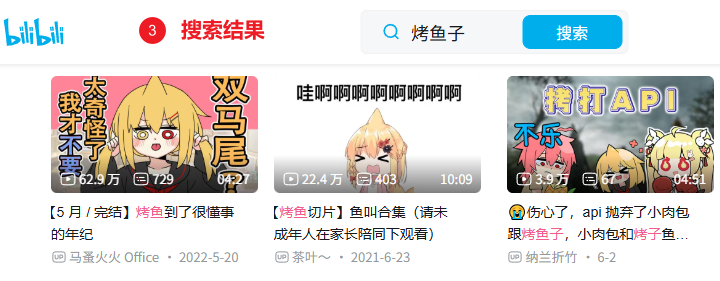 bilibili
3 搜索结果
烤鱼子 搜索
太奇怪了
我才不要
双马尾
62.9万 729 04:27
哇啊啊啊啊啊啊啊啊
22.4万 403 10:09
拷打API
不乐
3.9万 67 04:51
【5 月 / 完结】烤鱼到了很懂事
的年纪
UP 马蚤火火 Office · 2022-5-20
【烤鱼切片】鱼叫合集(请未
成年人在家长陪同下观看)
UP 茶叶～ · 2021-6-23
😭伤心了，api 抛弃了小肉包
跟烤鱼子，小肉包和烤子鱼...
UP 纳兰折竹 · 6-2